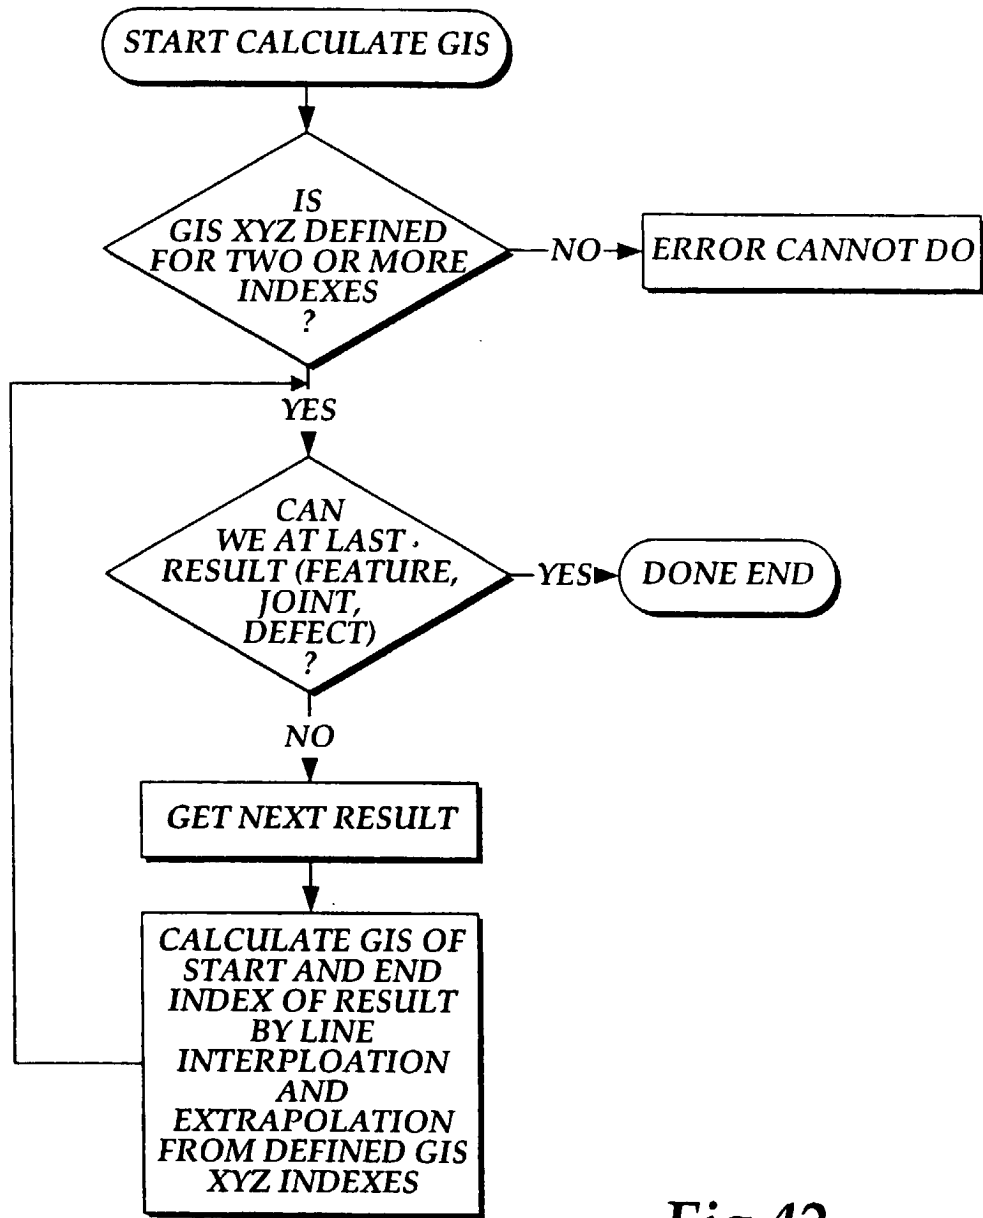 START CALCULATE GIS
IS
GIS XYZ DEFINED
FOR TWO OR MORE
INDEXES
?
NO
ERROR CANNOT DO
YES
CAN
WE AT LAST
RESULT (FEATURE,
JOINT,
DEFECT)
?
YES
DONE END
NO
GET NEXT RESULT
CALCULATE GIS OF
START AND END
INDEX OF RESULT
BY LINE
INTERPLOATION
AND
EXTRAPOLATION
FROM DEFINED GIS
XYZ INDEXES
Fig 42